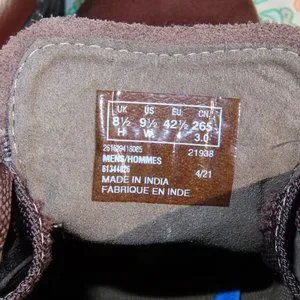 UK US EU CN
8½ 9½ 42½ 265
H 3.0
261629418085
21938
MENS/HOMMES
4/21
MADE IN INDIA
FABRIQUE EN INDE